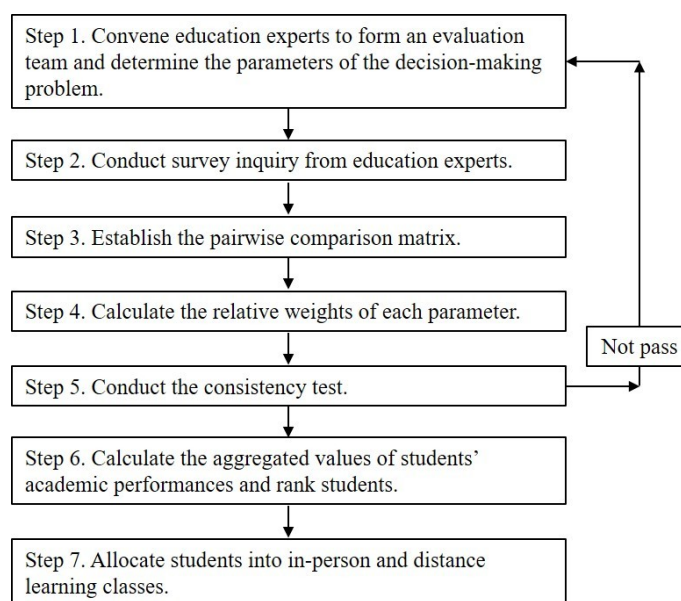 Step 1. Convene education experts to form an evaluation
team and determine the parameters of the decision-making
problem.
Step 2. Conduct survey inquiry from education experts.
Step 3. Establish the pairwise comparison matrix.
Step 4. Calculate the relative weights of each parameter.
Not pass
Step 5. Conduct the consistency test.
Step 6. Calculate the aggregated values of students’
academic performances and rank students.
Step 7. Allocate students into in-person and distance
learning classes.